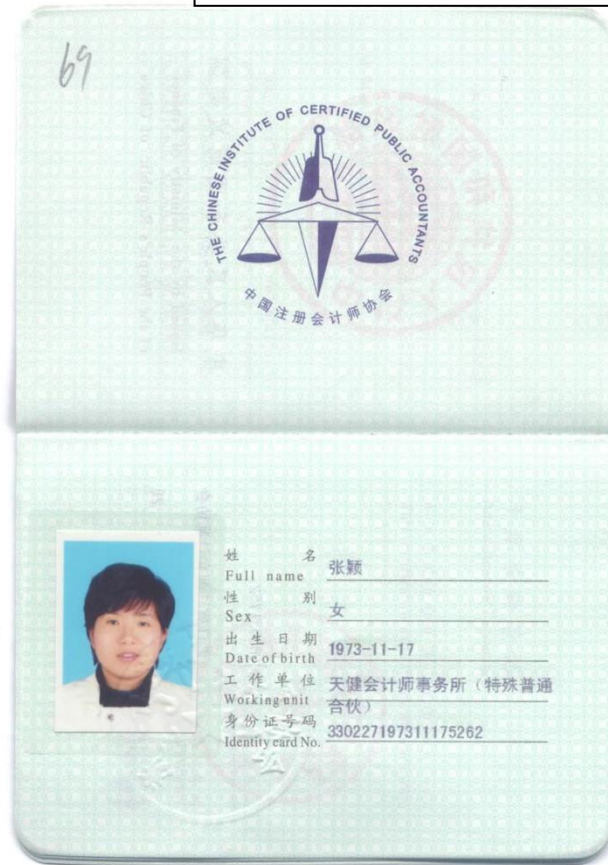 69
THE CHINESE INSTITUTE OF CERTIFIED PUBLIC ACCOUNTANTS
中国注册会计师协会
姓名 张颖
Full name
性别 女
Sex
出生日期 1973-11-17
Date of birth
工作单位 天健会计师事务所（特殊普通
Working unit 合伙）
身份证号码 330227197311175262
Identity card No.